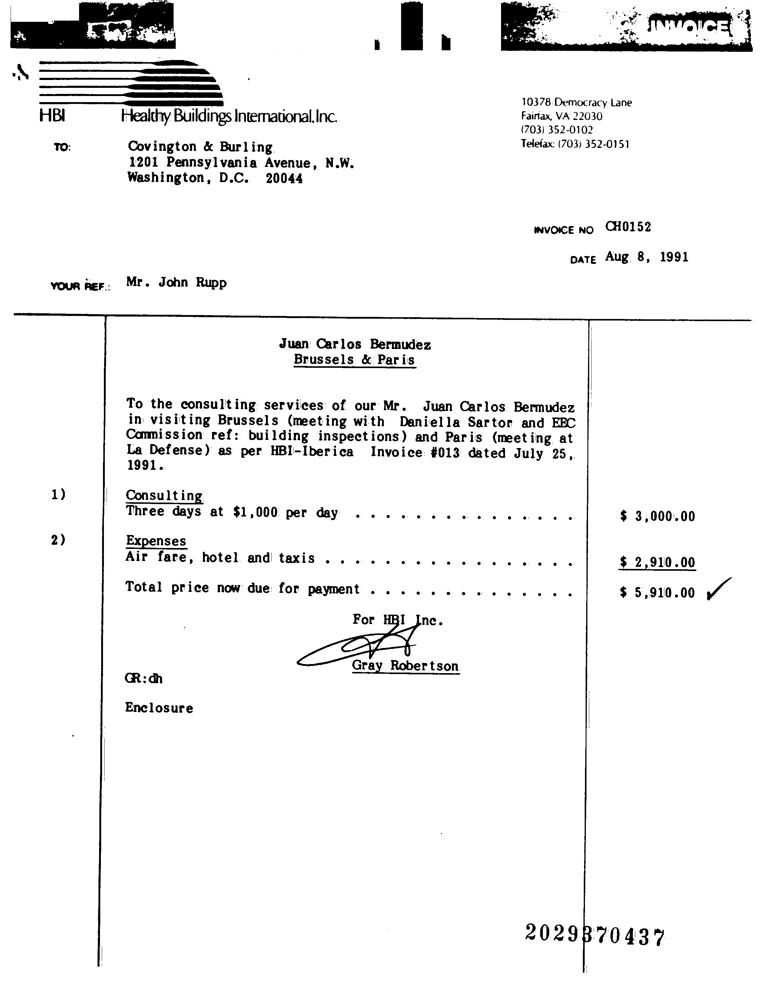 INVOICE
HBI Healthy Buildings International, Inc.
10378 Democracy Lane
Fairfax, VA 22030
(703) 352-0102
Telefax: (703) 352-0151
TO: Covington & Burling
1201 Pennsylvania Avenue, N.W.
Washington, D.C. 20044
INVOICE NO CH0152
DATE Aug 8, 1991
YOUR REF.: Mr. John Rupp
Juan Carlos Bermudez
Brussels & Paris
To the consulting services of our Mr. Juan Carlos Bermudez
in visiting Brussels (meeting with Daniella Sartor and EEC
Commission ref: building inspections) and Paris (meeting at
La Defense) as per HBI-Iberica Invoice #013 dated July 25,
1991.
1) Consulting
Three days at $1,000 per day . . . . . . . . . . . . . . . $ 3,000.00
2) Expenses
Air fare, hotel and taxis . . . . . . . . . . . . . . . . . $ 2,910.00
Total price now due for payment . . . . . . . . . . . . . . $ 5,910.00
For HBI Inc.
Gray Robertson
GR:dh
Enclosure
2029370437